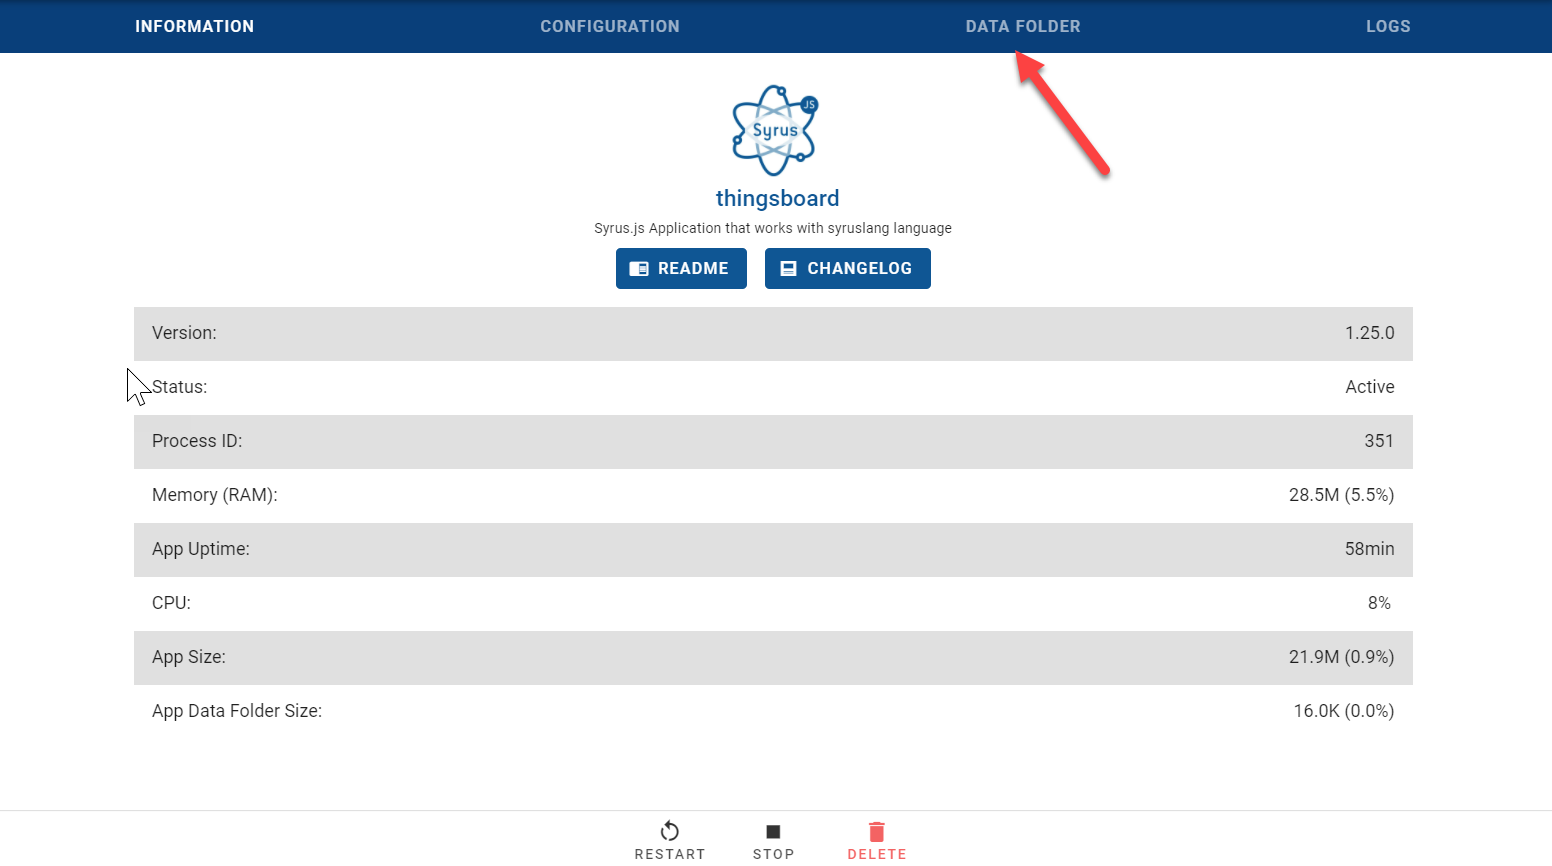 INFORMATION CONFIGURATION DATA FOLDER LOGS
JS
Syrus
thingsboard
Syrus.js Application that works with syruslang language
README CHANGELOG
Version: 1.25.0
Status: Active
Process ID: 351
Memory (RAM): 28.5M (5.5%)
App Uptime: 58min
CPU: 8%
App Size: 21.9M (0.9%)
App Data Folder Size: 16.0K (0.0%)
RESTART STOP DELETE